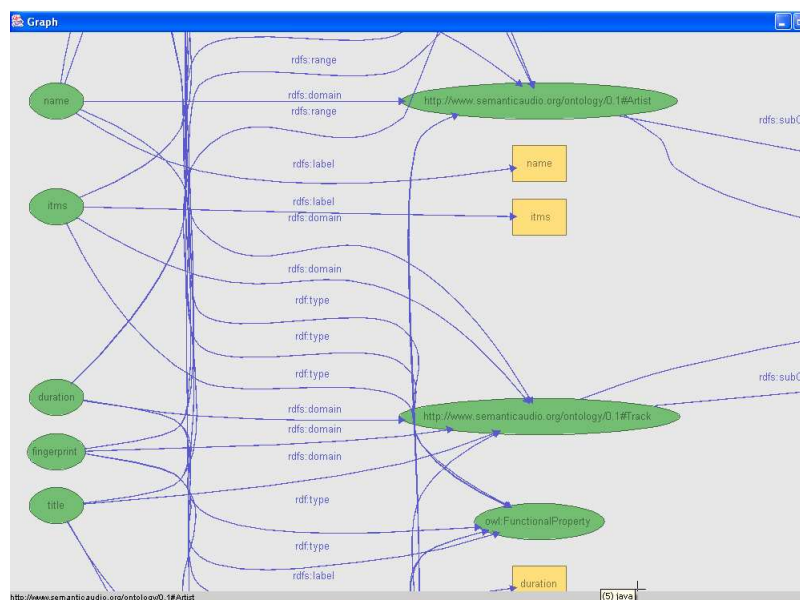 Graph
rdfs:range
name
rdfs:domain
http://www.semanticaudio.org/ontology/0.1#Artist
rdfs:range
rdfs:subC
rdfs:label
name
itms
rdfs:label
itms
rdfs:domain
rdfs:domain
rdf:type
rdf:type
rdf:type
rdfs:subC
duration
rdfs:domain
http://www.semanticaudio.org/ontology/0.1#Track
rdfs:domain
fingerprint
rdfs:domain
title
rdf:type
owl:FunctionalProperty
rdf:type
rdfs:label
duration
http://www.semanticaudio.org/ontology/0.1#Artist
(5) java